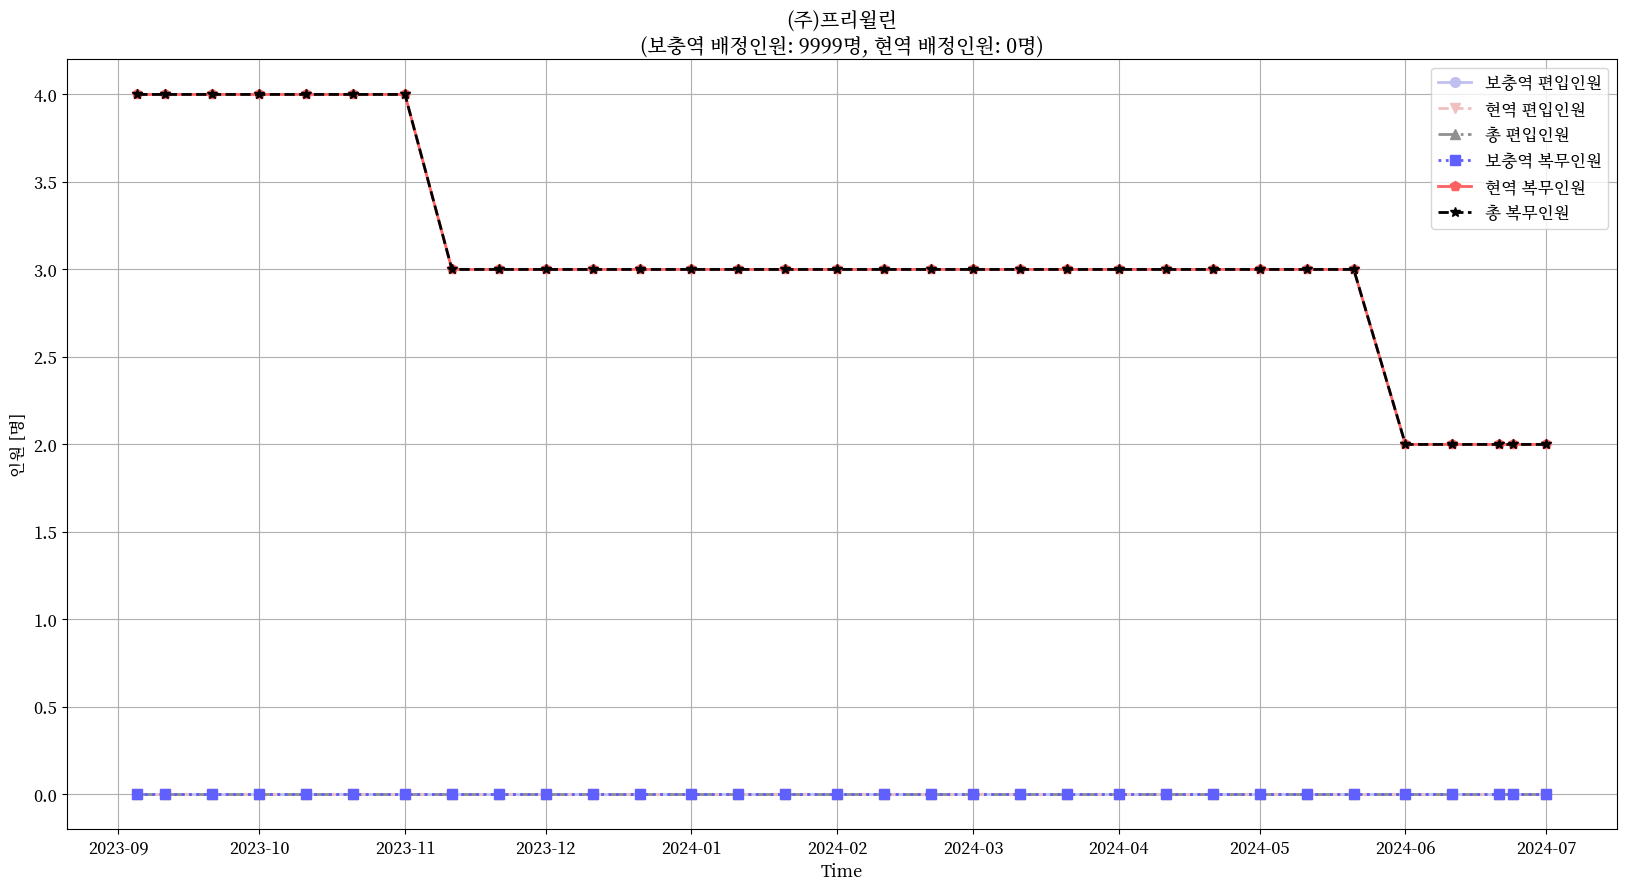 (주)프리윌린
(보충역 배정인원: 9999명, 현역 배정인원: 0명)
보충역 편입인원
현역 편입인원
총 편입인원
보충역 복무인원
현역 복무인원
총 복무인원
인원 [명]
4.0
3.5
3.0
2.5
2.0
1.5
1.0
0.5
0.0
2023-09 2023-10 2023-11 2023-12 2024-01 2024-02 2024-03 2024-04 2024-05 2024-06 2024-07
Time